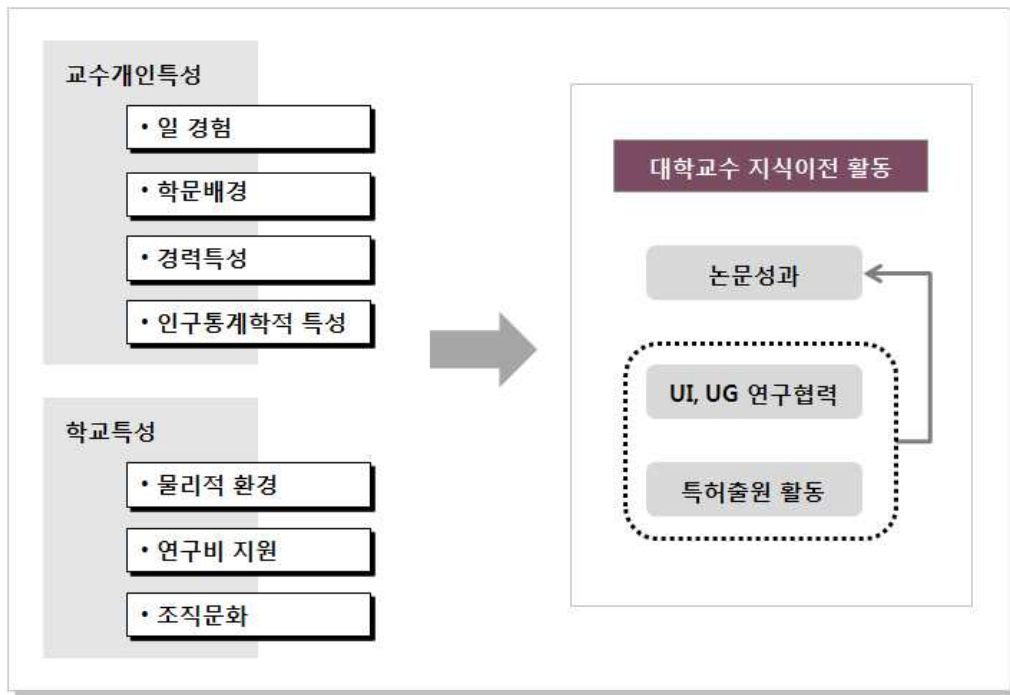 교수개인특성
• 일 경험
• 학문배경
• 경력특성
• 인구통계학적 특성
학교특성
• 물리적 환경
• 연구비 지원
• 조직문화
대학교수 지식이전 활동
논문성과
UI, UG 연구협력
특허출원 활동